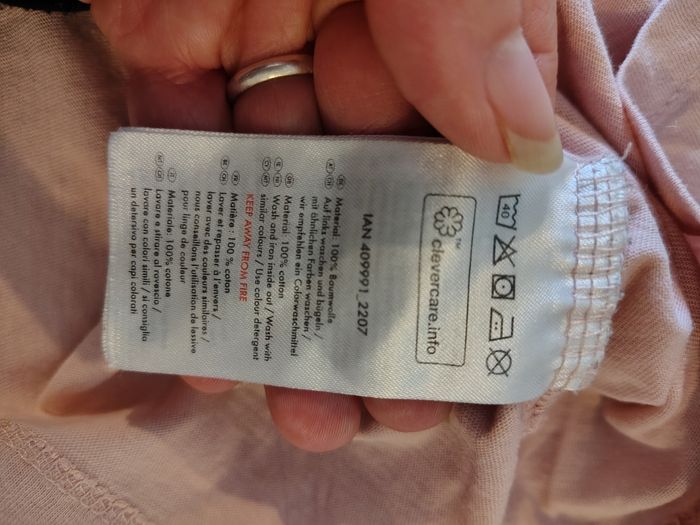 40
clevercare.info
IAN 409991_2207
Material: 100% Baumwolle
Auf links waschen und bügeln /
mit ähnlichen Farben waschen /
wir empfehlen ein Colorwaschmittel
Material: 100% cotton
Wash and iron inside out / Wash with
similar colours / Use colour detergent
KEEP AWAY FROM FIRE
Matière : 100 % coton
Laver et repasser à l'envers /
laver avec des couleurs similaires /
nous conseillons l'utilisation de lessive
pour linge de couleur
Materiale: 100% cotone
Lavare e stirare al rovescio /
lavare con colori simili / si consiglia
un detersivo per capi colorati